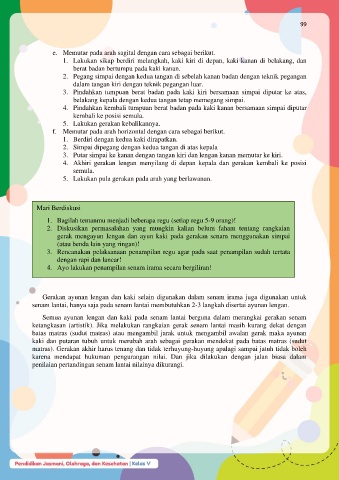 99
e. Memutar pada arah sagital dengan cara sebagai berikut.
1. Lakukan sikap berdiri melangkah, kaki kiri di depan, kaki kanan di belakang, dan
berat badan bertumpu pada kaki kanan.
2. Pegang simpai dengan kedua tangan di sebelah kanan badan dengan teknik pegangan
dalam tangan kiri dengan teknik pegangan luar.
3. Pindahkan tumpuan berat badan pada kaki kiri bersamaan simpai diputar ke atas,
belakang kepala dengan kedua tangan tetap memegang simpai.
4. Pindahkan kembali tumpuan berat badan pada kaki kanan bersamaan simpai diputar
kembali ke posisi semula.
5. Lakukan gerakan kebalikannya.
f. Memutar pada arah horizontal dengan cara sebagai berikut.
1. Berdiri dengan kedua kaki dirapatkan.
2. Simpai dipegang dengan kedua tangan di atas kepala
3. Putar simpai ke kanan dengan tangan kiri dan lengan kanan memutar ke kiri.
4. Akhiri gerakan lengan menyilang di depan kepala dan gerakan kembali ke posisi
semula.
5. Lakukan pula gerakan pada arah yang berlawanan.
Mari Berdiskusi
1. Bagilah temanmu menjadi beberapa regu (setiap regu 5-9 orang)!
2. Diskusikan permasalahan yang mungkin kalian belum faham tentang rangkaian
gerak mengayun lengan dan ayun kaki pada gerakan senam menggunakan simpai
(atau benda lain yang ringan)!
3. Rencanakan pelaksanaan penampilan regu agar pada saat penampilan sudah tertata
dengan rapi dan lancar!
4. Ayo lakukan penampilan senam irama secara bergiliran!
Gerakan ayunan lengan dan kaki selain digunakan dalam senam irama juga digunakan untuk
senam lantai, hanya saja pada senam lantai membutuhkan 2-3 langkah disertai ayunan lengan.
Semua ayunan lengan dan kaki pada senam lantai berguna dalam merangkai gerakan senam
ketangkasan (artistik). Jika melakukan rangkaian gerak senam lantai masih kurang dekat dengan
batas matras (sudut matras) atau mengambil jarak untuk mengambil awalan gerak maka ayunan
kaki dan putaran tubuh untuk merubah arah sebagai gerakan mendekat pada batas matras (sudut
matras). Gerakan akhir harus tenang dan tidak terhuyung-huyung apalagi sampai jatuh tidak boleh
karena mendapat hukuman pengurangan nilai. Dan jika dilakukan dengan jalan biasa dalam
penilaian pertandingan senam lantai nilainya dikurangi.
Pendidikan Jasmani, Olahraga, dan Kesehatan | Kelas V